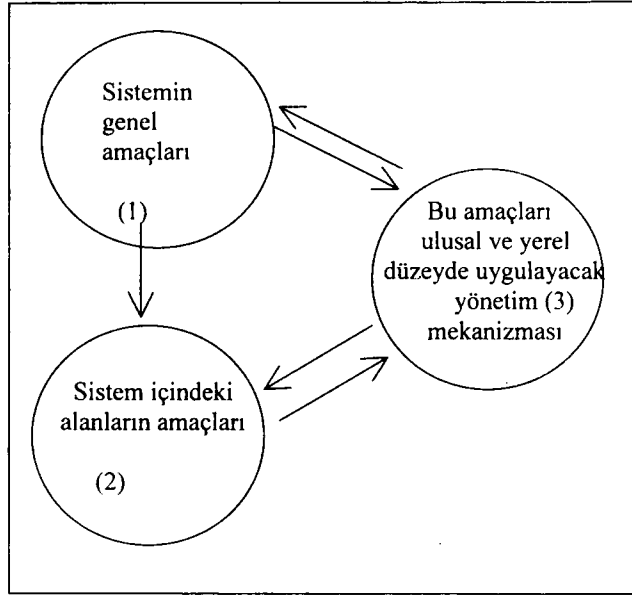 Sistemin
genel
amaçları
(1)
Bu amaçları
ulusal ve yerel
düzeyde uygulayacak
yönetim (3)
mekanizması
Sistem içindeki
alanların amaçları
(2)